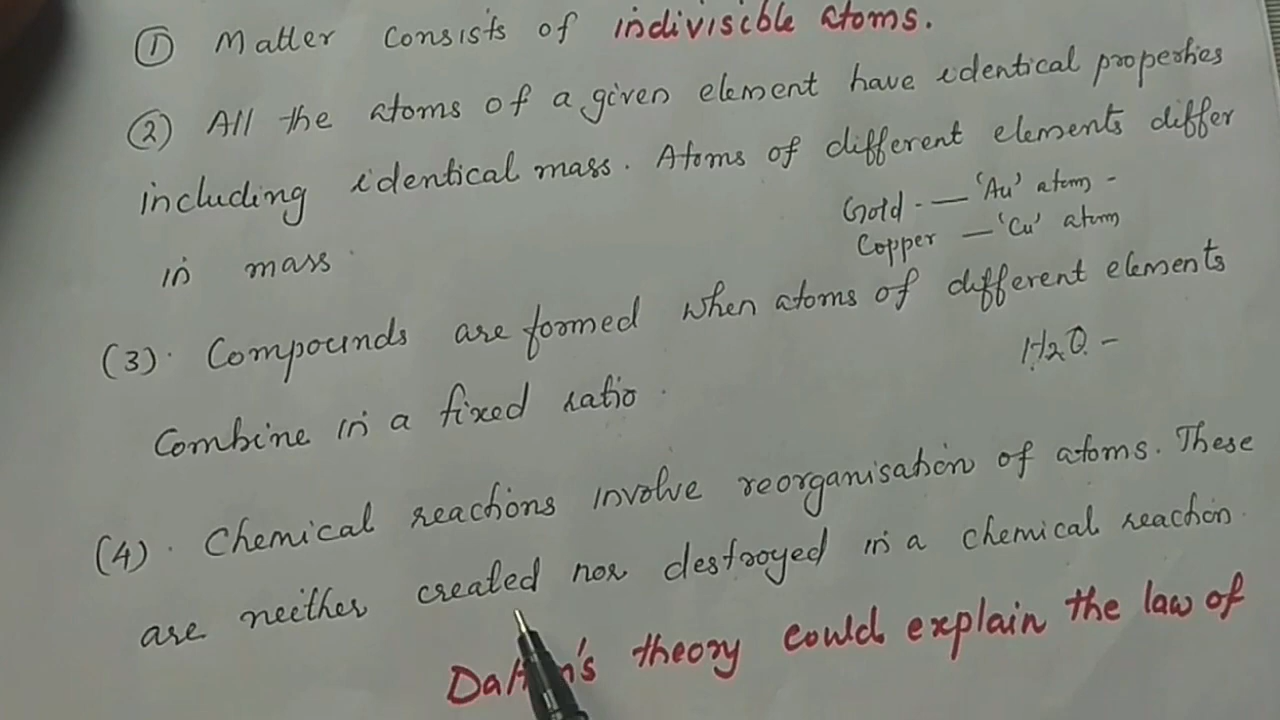 ① Matter consists of indivisible atoms.
② All the atoms of a given element have identical properties
including identical mass. Atoms of different elements differ
in mass.
Gold - — 'Au' atom -
Copper — 'Cu' atom
(3). Compounds are formed when atoms of different elements
Combine in a fixed ratio.
H2O -
(4). Chemical reactions involve reorganisation of atoms. These
are neither created nor destroyed in a chemical reaction.
Dalton's theory could explain the law of